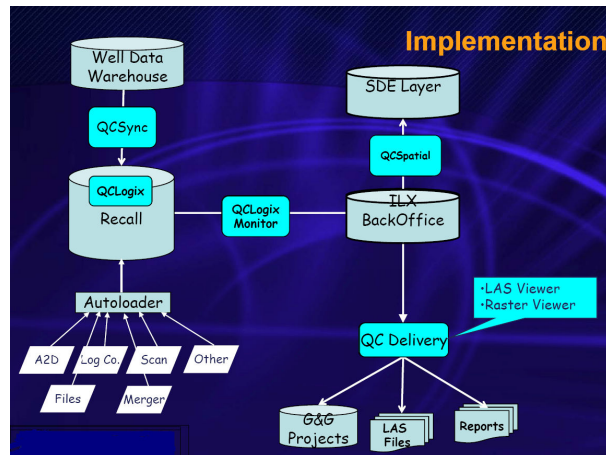 Implementation
Well Data
Warehouse
SDE Layer
QCSync
QCSpatial
QCLogix
Recall
QCLogix
Monitor
ILX
BackOffice
•LAS Viewer
•Raster Viewer
Autoloader
QC Delivery
A2D
Log Co.
Scan
Other
Files
Merger
G&G
Projects
LAS
Files
Reports